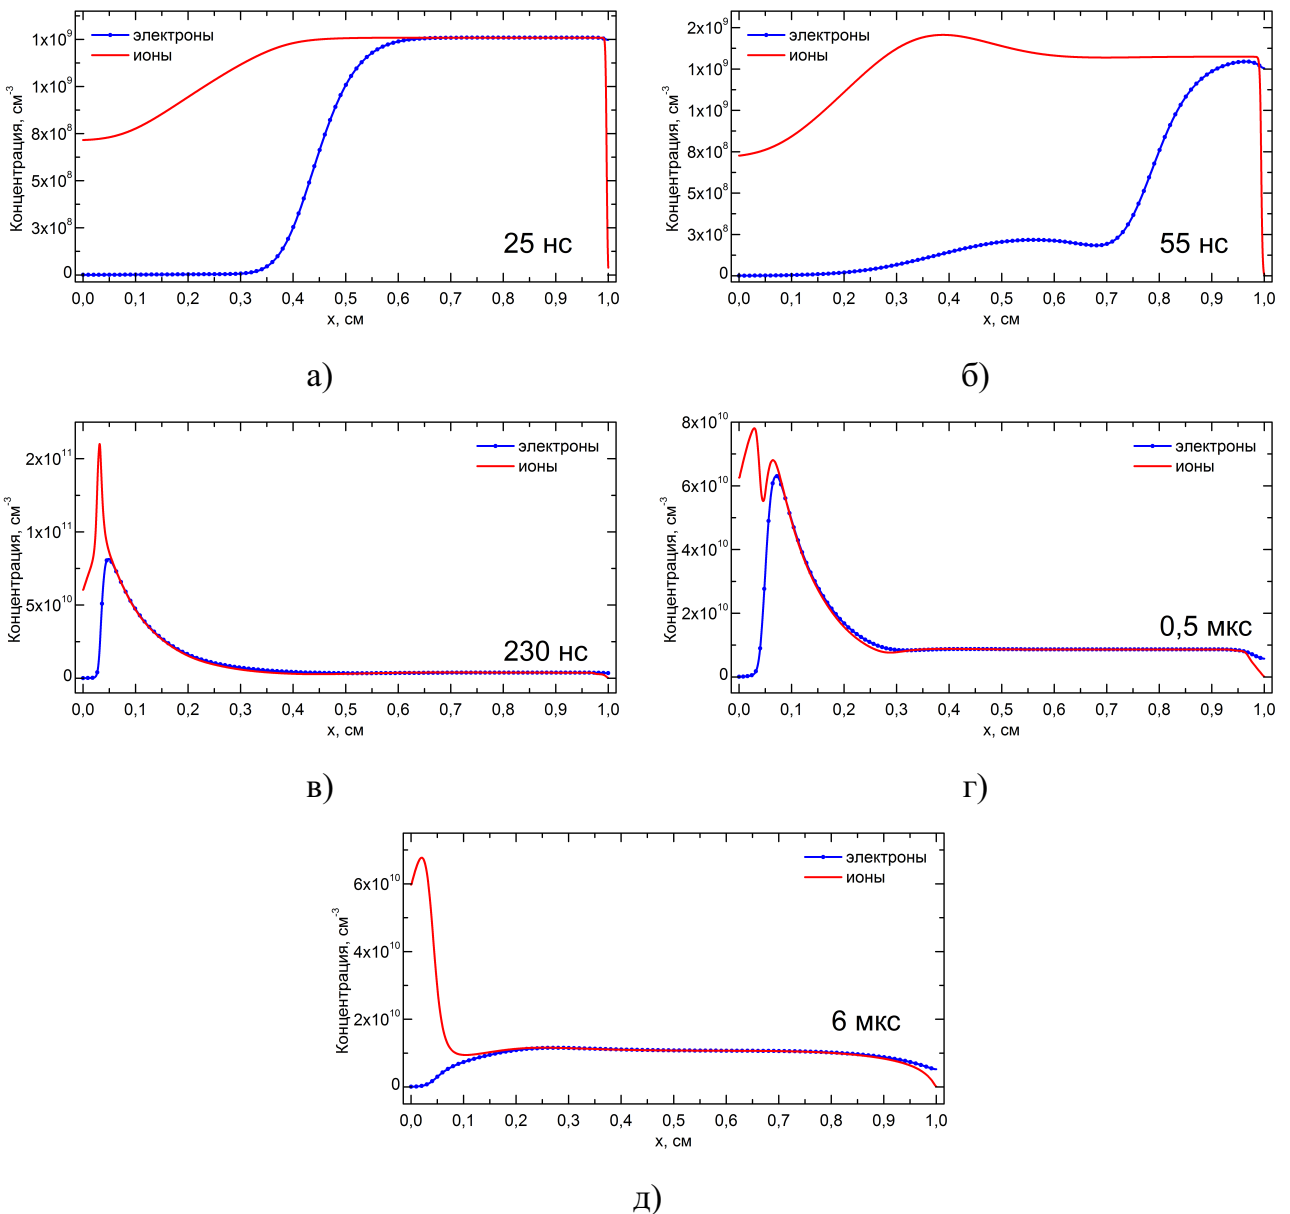 Концентрация, см⁻³
1x10⁹
1x10⁹
8x10⁸
5x10⁸
3x10⁸
0
электроны
ионы
25 нс
0,0 0,1 0,2 0,3 0,4 0,5 0,6 0,7 0,8 0,9 1,0
x, см
а)
Концентрация, см⁻³
2x10⁹
1x10⁹
1x10⁹
8x10⁸
5x10⁸
3x10⁸
0
электроны
ионы
55 нс
0,0 0,1 0,2 0,3 0,4 0,5 0,6 0,7 0,8 0,9 1,0
x, см
б)
Концентрация, см⁻³
2x10¹¹
1x10¹¹
5x10¹⁰
0
электроны
ионы
230 нс
0,0 0,1 0,2 0,3 0,4 0,5 0,6 0,7 0,8 0,9 1,0
x, см
в)
Концентрация, см⁻³
8x10¹⁰
6x10¹⁰
4x10¹⁰
2x10¹⁰
0
электроны
ионы
0,5 мкс
0,0 0,1 0,2 0,3 0,4 0,5 0,6 0,7 0,8 0,9 1,0
x, см
г)
Концентрация, см⁻³
6x10¹⁰
4x10¹⁰
2x10¹⁰
0
электроны
ионы
6 мкс
0,0 0,1 0,2 0,3 0,4 0,5 0,6 0,7 0,8 0,9 1,0
x, см
д)